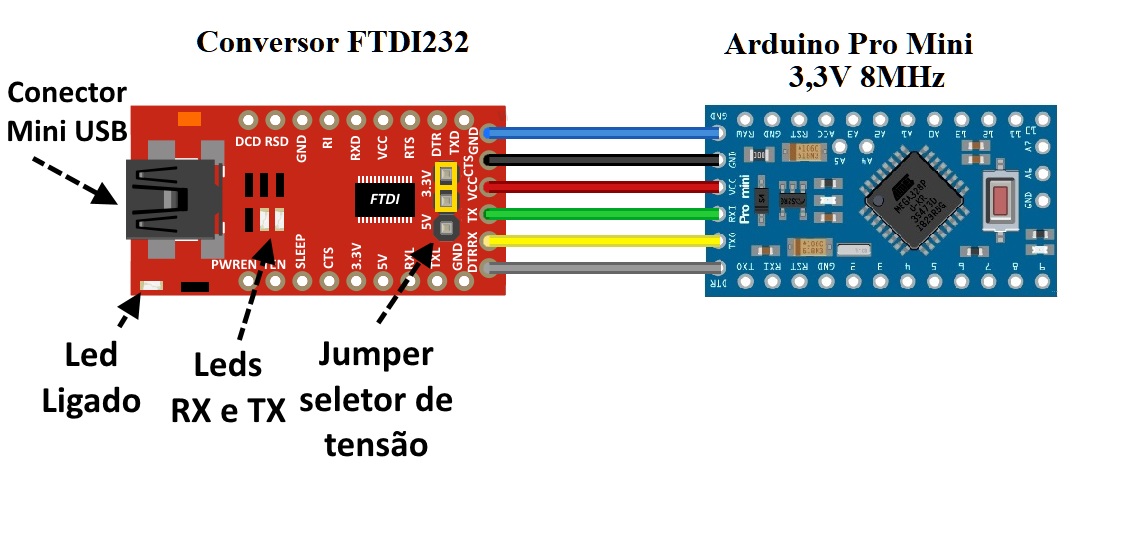 Conversor FTDI232
Arduino Pro Mini
3,3V 8MHz
Conector
Mini USB
DCD RSD GND RI RXD VCC RTS DTR TXD GND
CTS
VCC
TX
RX
DTR
3.3V
5V
FTDI
PWREN TEN SLEEP CTS 3.3V 5V RXL TXL GND
GND
RAW GND RST ACC A3 A2 A1 A0 13 12 11 10
GND
VCC
RXI
TXO
DTR
A5 A4
A7
A6
GND
Pro mini
MEGA328P
TXO RXI RST GND 2 3 4 5 6 7 8 9
Led
Ligado
Leds
RX e TX
Jumper
seletor de
tensão